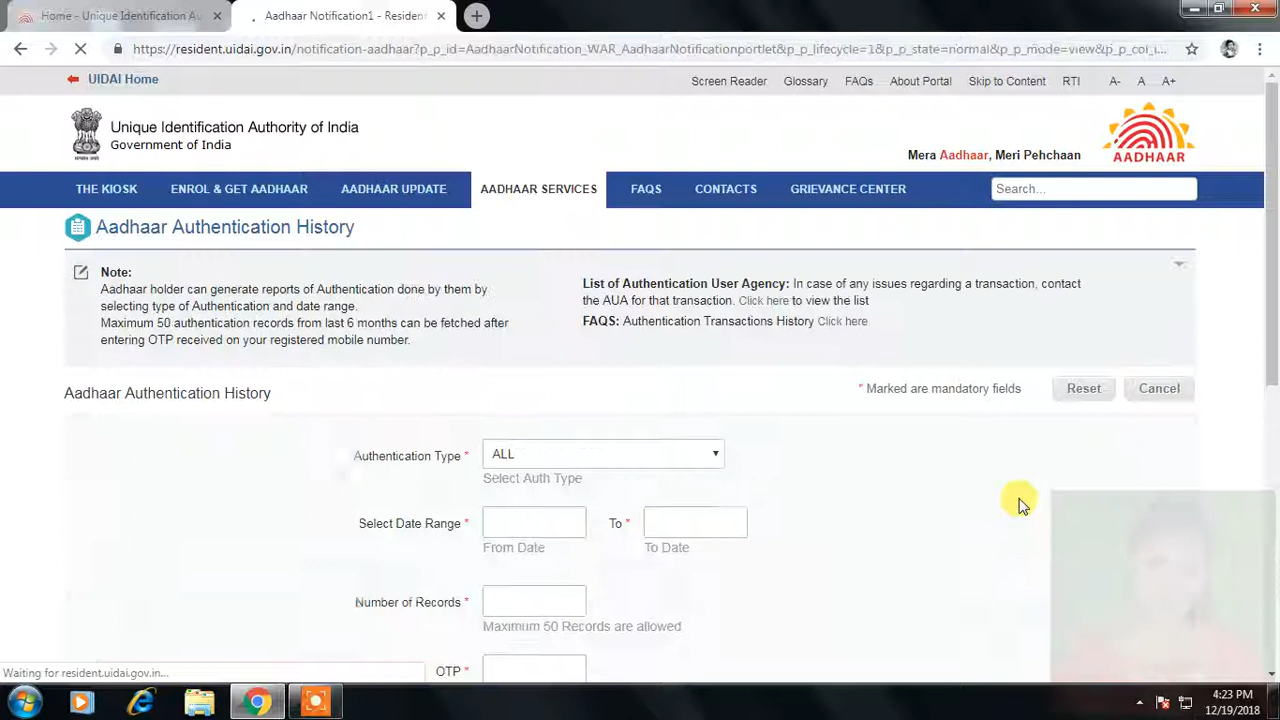 Home - Unique Identification Au
Aadhaar Notification1 - Residen
https://resident.uidai.gov.in/notification-aadhaar?p_p_id=AadhaarNotification_WAR_AadhaarNotificationportlet&p_p_lifecycle=1&p_p_state=normal&p_p_mode=view&p_p_col_i...
UIDAI Home
Screen Reader Glossary FAQs About Portal Skip to Content RTI A- A A+
Unique Identification Authority of India
Government of India
Mera Aadhaar, Meri Pehchaan
AADHAAR
THE KIOSK ENROL & GET AADHAAR AADHAAR UPDATE AADHAAR SERVICES FAQS CONTACTS GRIEVANCE CENTER Search...
Aadhaar Authentication History
Note:
Aadhaar holder can generate reports of Authentication done by them by
selecting type of Authentication and date range.
Maximum 50 authentication records from last 6 months can be fetched after
entering OTP received on your registered mobile number.
List of Authentication User Agency: In case of any issues regarding a transaction, contact
the AUA for that transaction. Click here to view the list
FAQS: Authentication Transactions History Click here
Aadhaar Authentication History
* Marked are mandatory fields
Reset
Cancel
Authentication Type * ALL
Select Auth Type
Select Date Range * To *
From Date To Date
Number of Records *
Maximum 50 Records are allowed
OTP *
Waiting for resident.uidai.gov.in...
4:23 PM
12/19/2018